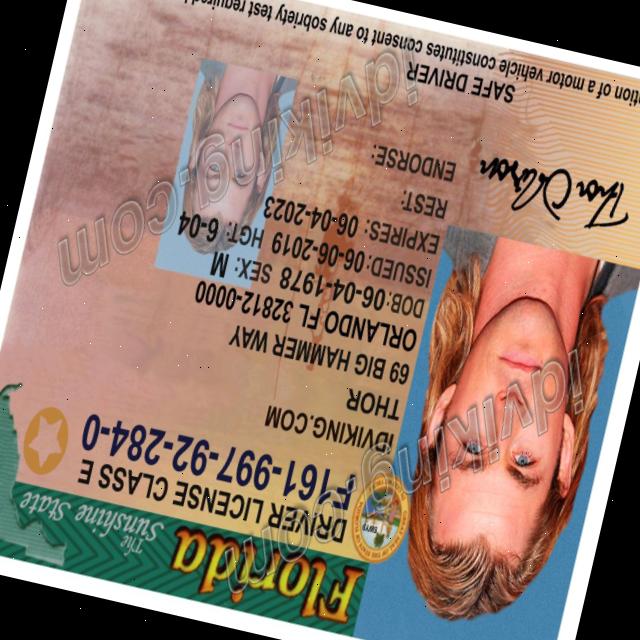 Florida
The
Sunshine State
DRIVER LICENSE CLASS E
F161-997-92-284-0
IDVIKING.COM
THOR
69 BIG HAMMER WAY
ORLANDO FL 32812-0000
DOB:06-04-1978 SEX: M
ISSUED:06-06-2019 HGT: 6-04
EXPIRES: 06-04-2023
REST:
ENDORSE:
SAFE DRIVER
tion of a motor vehicle constitutes consent to any sobriety test required
idviking.com
idviking.com